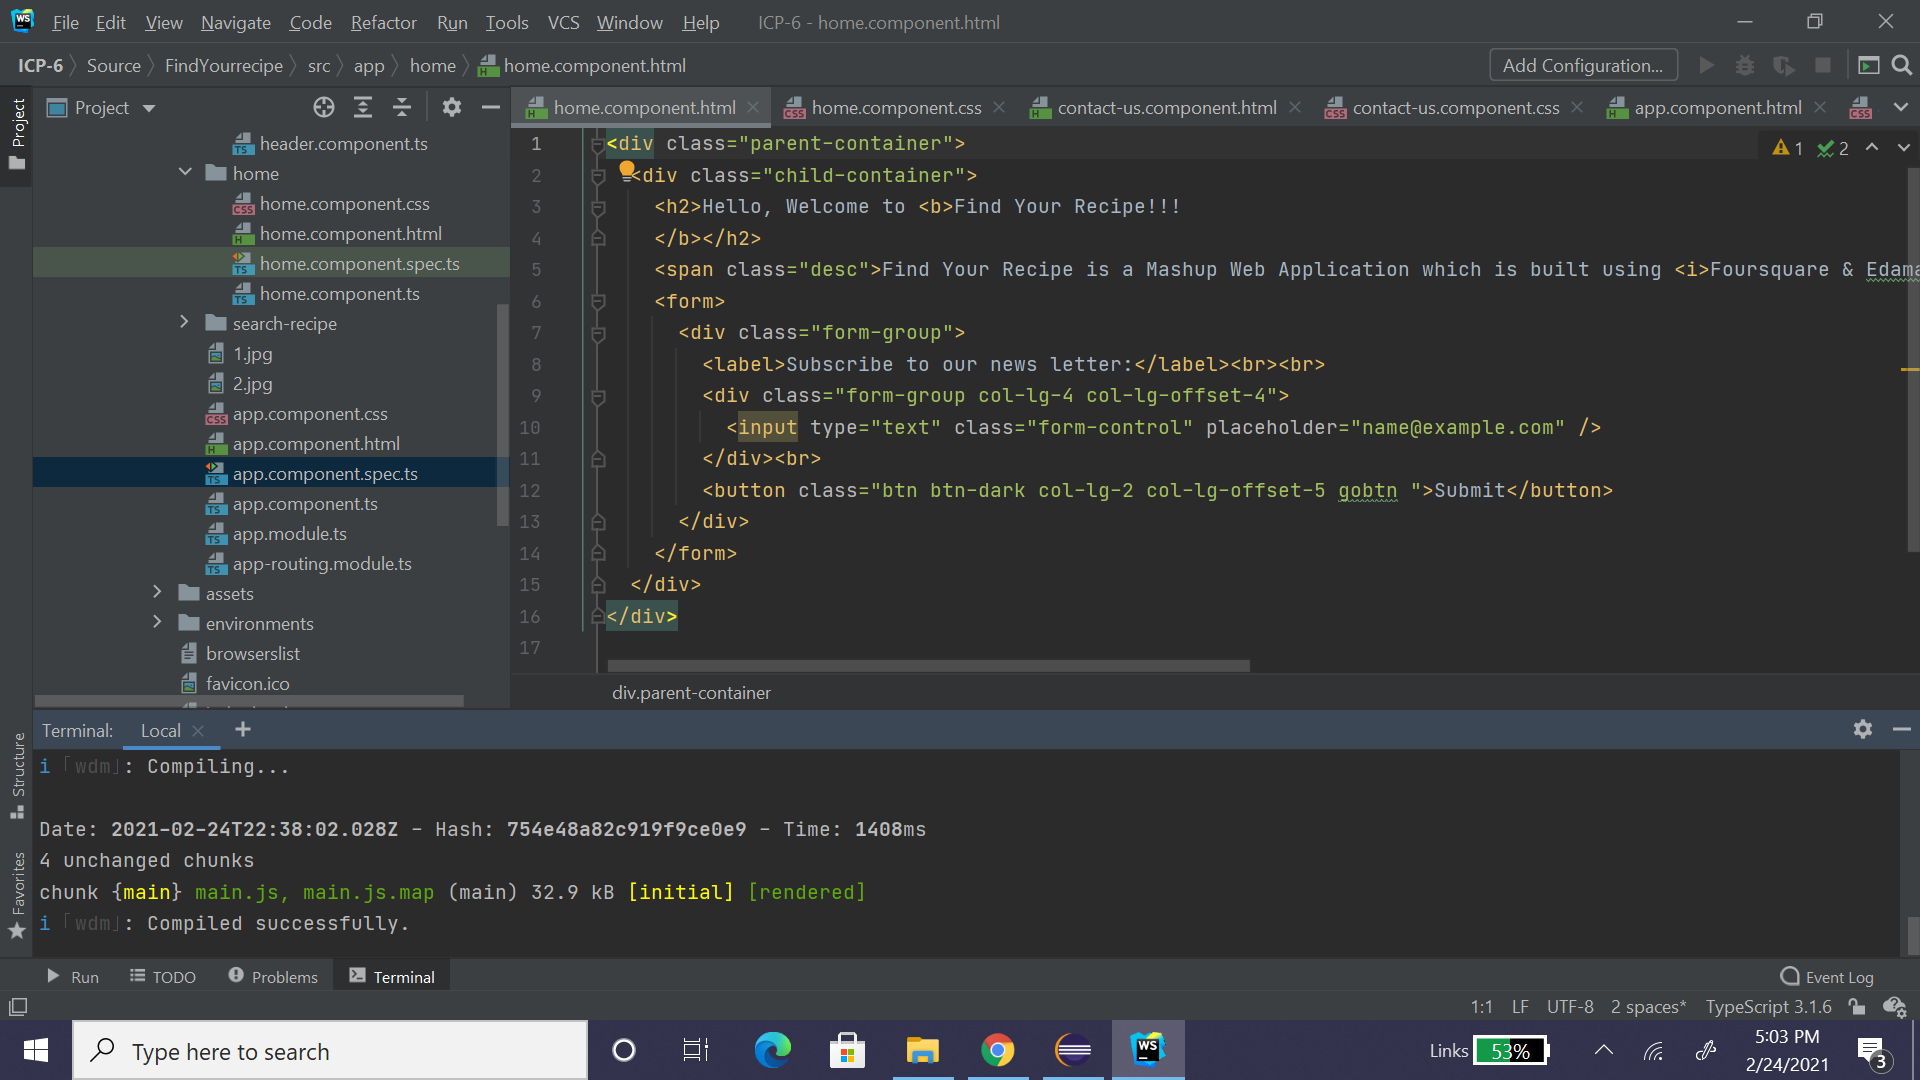 File Edit View Navigate Code Refactor Run Tools VCS Window Help ICP-6 - home.component.html
ICP-6 Source FindYourrecipe src app home home.component.html Add Configuration...
Project
Project
header.component.ts
home
home.component.css
home.component.html
home.component.spec.ts
home.component.ts
search-recipe
1.jpg
2.jpg
app.component.css
app.component.html
app.component.spec.ts
app.component.ts
app.module.ts
app-routing.module.ts
assets
environments
browserslist
favicon.ico
home.component.html home.component.css contact-us.component.html contact-us.component.css app.component.html
1 2
1 <div class="parent-container">
2 <div class="child-container">
3 <h2>Hello, Welcome to <b>Find Your Recipe!!!
4 </b></h2>
5 <span class="desc">Find Your Recipe is a Mashup Web Application which is built using <i>Foursquare & Edama
6 <form>
7 <div class="form-group">
8 <label>Subscribe to our news letter:</label><br><br>
9 <div class="form-group col-lg-4 col-lg-offset-4">
10 <input type="text" class="form-control" placeholder="name@example.com" />
11 </div><br>
12 <button class="btn btn-dark col-lg-2 col-lg-offset-5 gobtn ">Submit</button>
13 </div>
14 </form>
15 </div>
16 </div>
17
div.parent-container
Terminal: Local
Structure
Favorites
i ｢wdm｣: Compiling...
Date: 2021-02-24T22:38:02.028Z - Hash: 754e48a82c919f9ce0e9 - Time: 1408ms
4 unchanged chunks
chunk {main} main.js, main.js.map (main) 32.9 kB [initial] [rendered]
i ｢wdm｣: Compiled successfully.
Run TODO Problems Terminal Event Log
1:1 LF UTF-8 2 spaces* TypeScript 3.1.6
Type here to search
WS
Links 53%
5:03 PM
2/24/2021
3